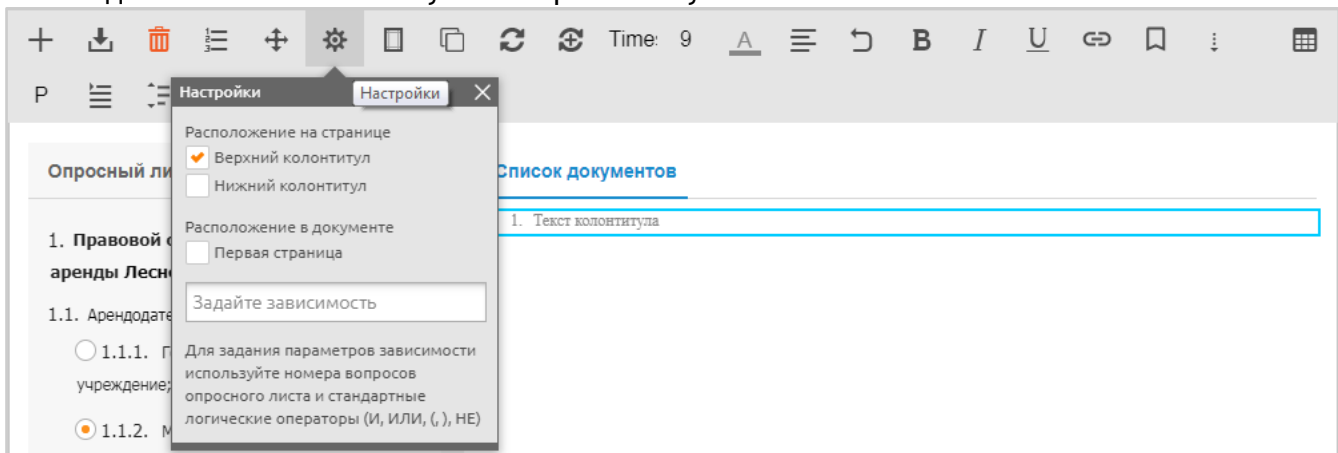 Time: 9 A B I U
P
Настройки Настройки
Расположение на странице
Верхний колонтитул
Нижний колонтитул
Расположение в документе
Первая страница
Задайте зависимость
Для задания параметров зависимости
используйте номера вопросов
опросного листа и стандартные
логические операторы (И, ИЛИ, (, ), НЕ)
Опросный ли
1. Правовой
аренды Лесн
1.1. Арендодат
1.1.1.
учреждение;
1.1.2.
Список документов
1. Текст колонтитула